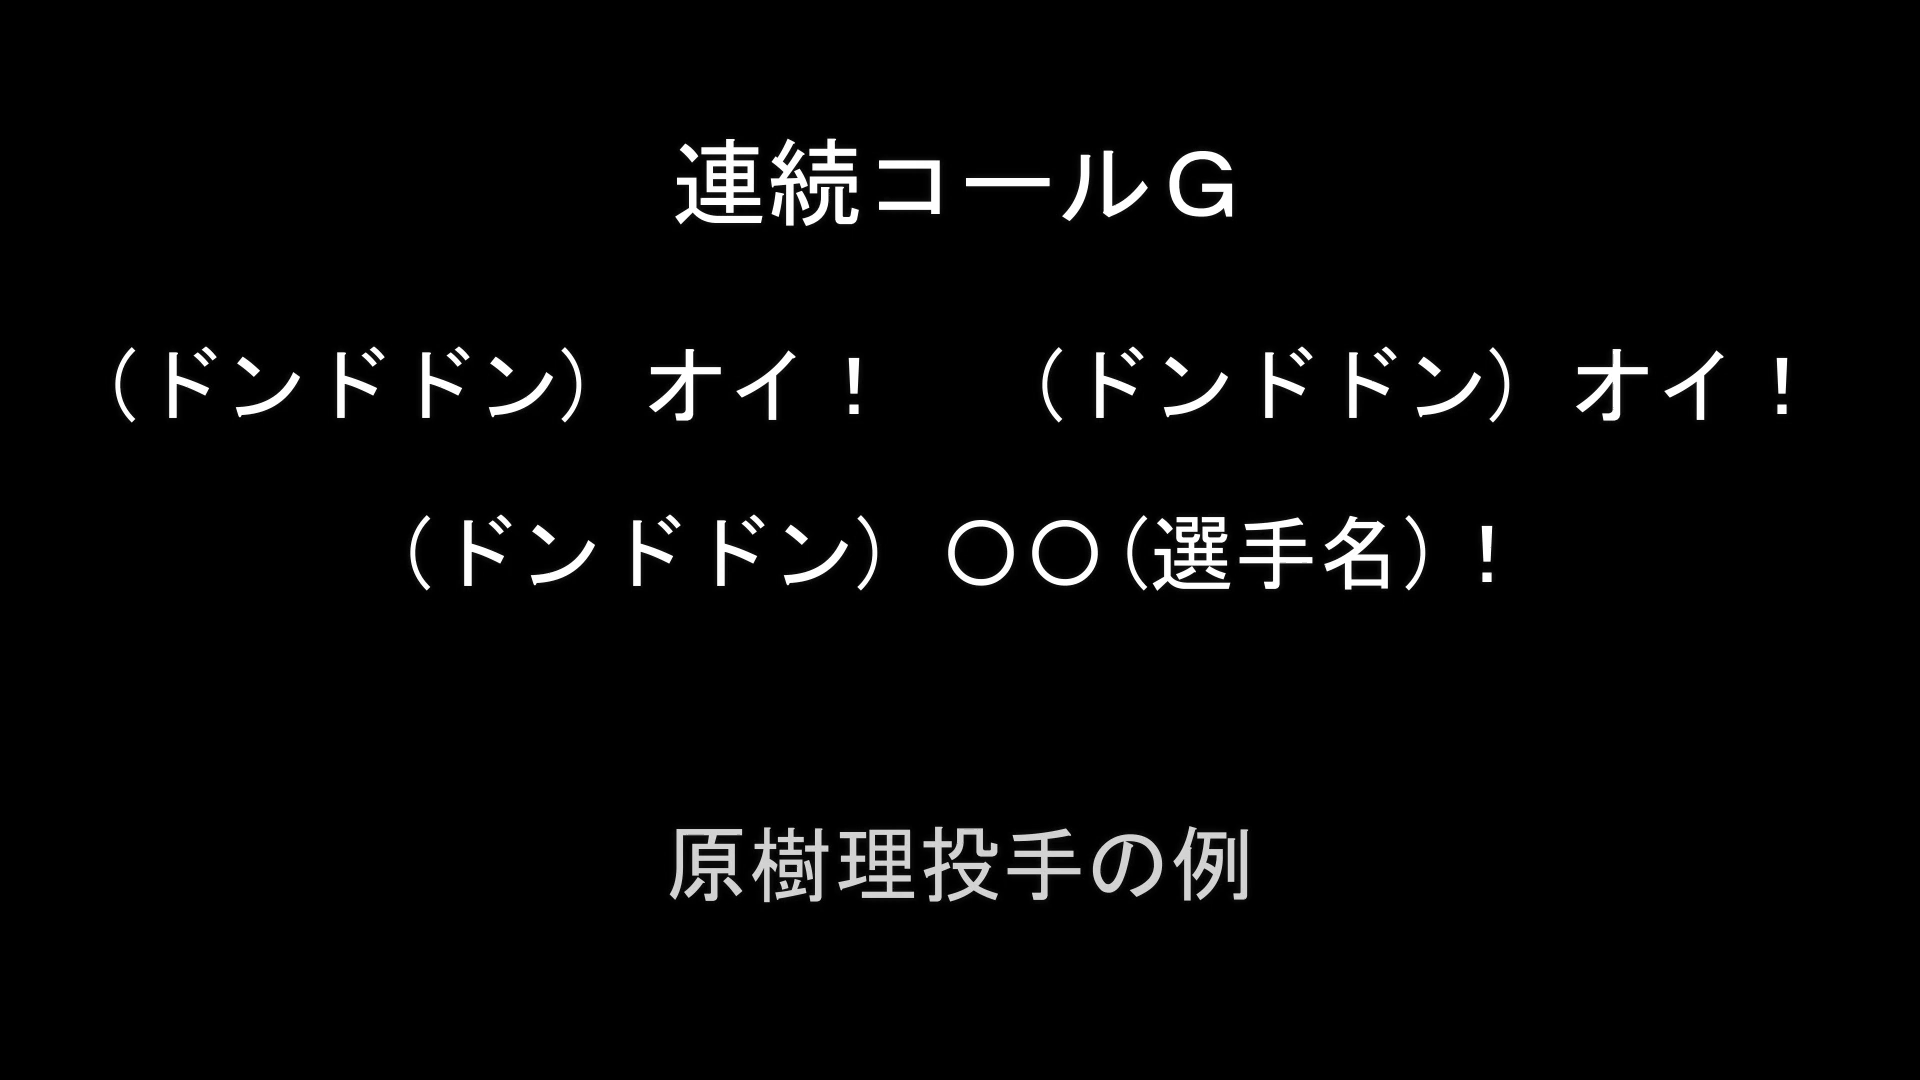 連続コールG
（ドンドドン）オイ！　（ドンドドン）オイ！
（ドンドドン）〇〇(選手名）！
原樹理投手の例